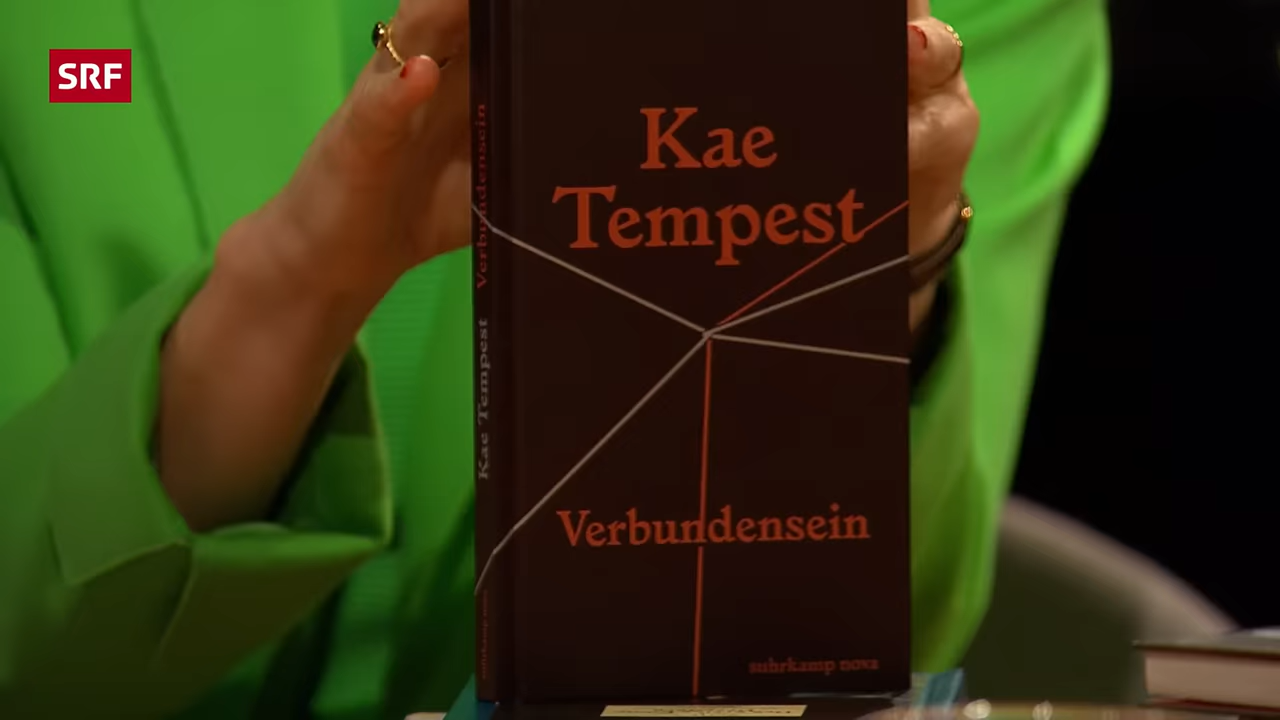 SRF
Kae
Tempest
Verbundensein
suhrkamp nova
Kae Tempest Verbundensein